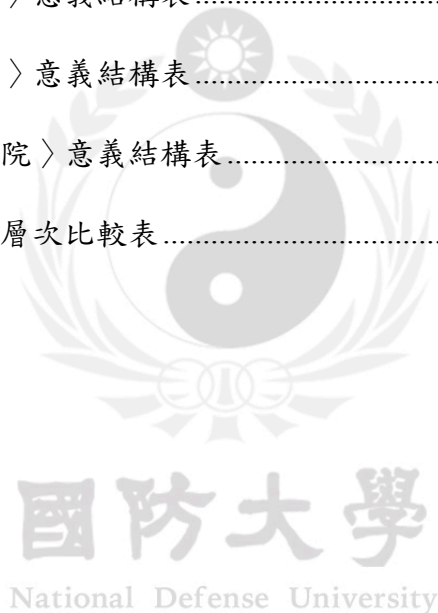 〉意義結構表......................................
〉意義結構表......................................
院〉意義結構表..................................
層次比較表..........................................
國防大學
National Defense University